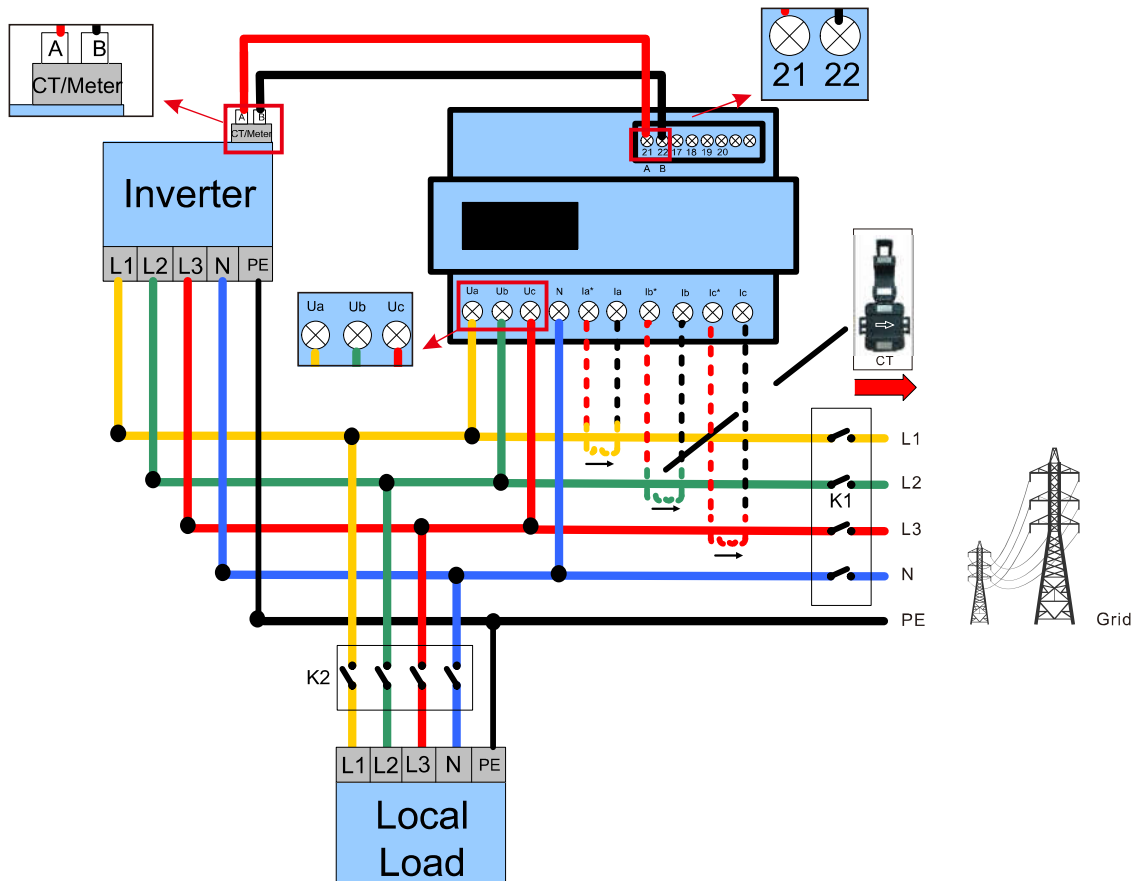 A B
CT/Meter
21 22
A B
CT/Meter
Inverter
L1 L2 L3 N PE
21 22 17 18 19 20
A B
Ua Ub Uc N Ia* Ia Ib* Ib Ic* Ic
Ua Ub Uc
CT
L1
L2
K1
L3
N
PE
Grid
K2
L1 L2 L3 N PE
Local
Load